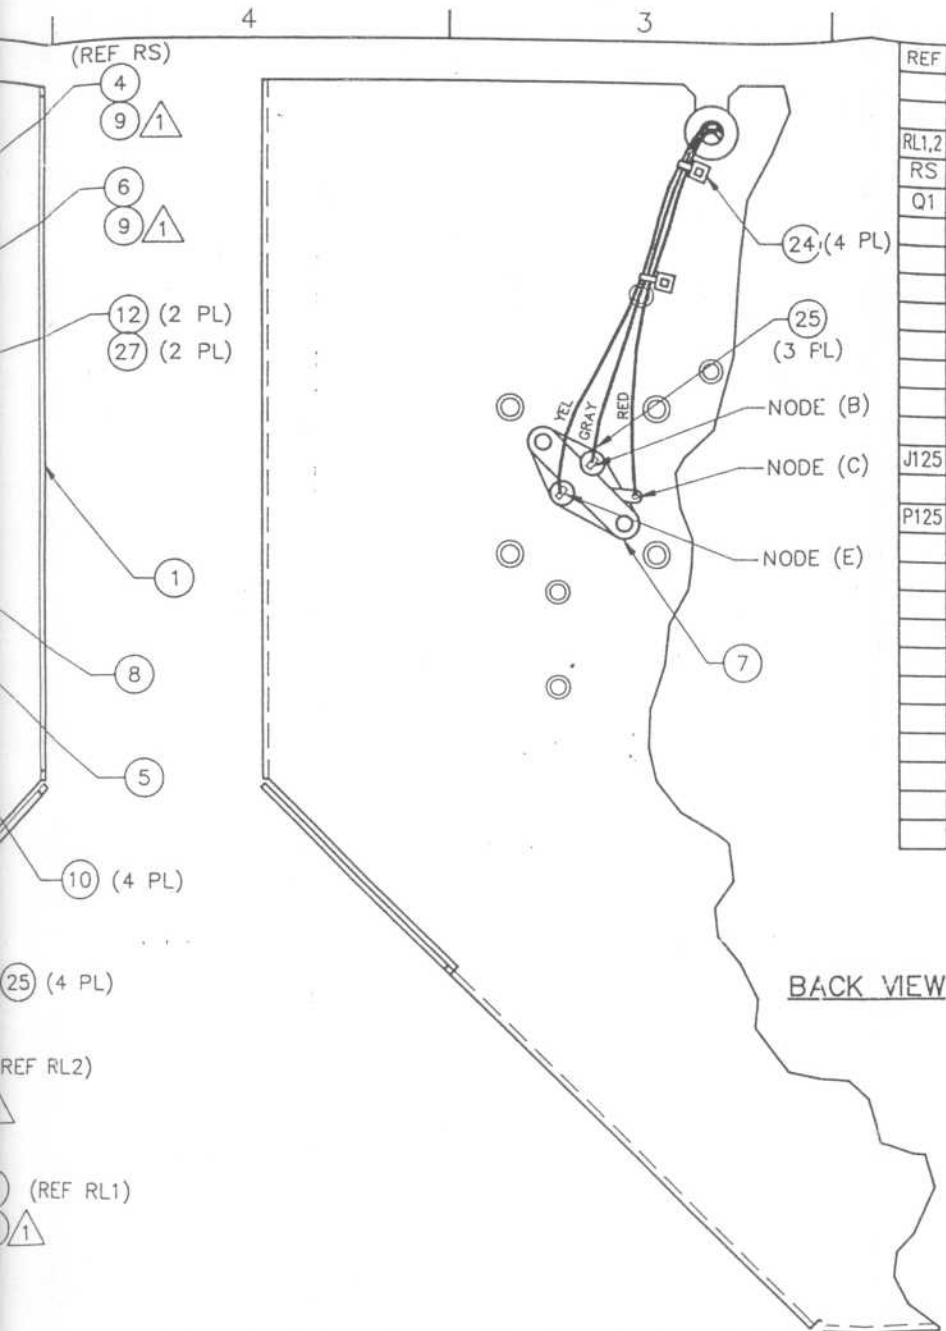 4
3
(REF RS)
4
9 1
6
9 1
12 (2 PL)
27 (2 PL)
1
8
5
10 (4 PL)
25 (4 PL)
REF RL2)
(REF RL1)
1
24 (4 PL)
25
(3 PL)
YEL
GRAY
RED
NODE (B)
NODE (C)
NODE (E)
7
BACK VIEW
REF
RL1,2
RS
Q1
J125
P125